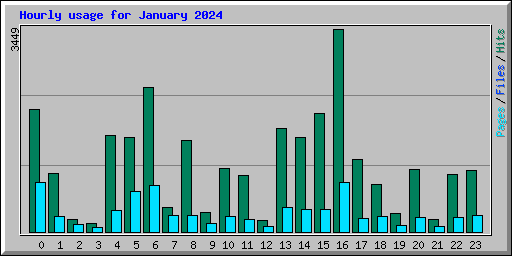 Hourly usage for January 2024
3449
Pages / Files / Hits
0 1 2 3 4 5 6 7 8 9 10 11 12 13 14 15 16 17 18 19 20 21 22 23